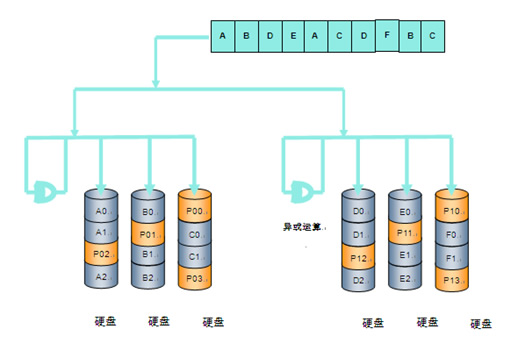 A B D E A C D F B C
A0 B0 P00 D0 E0 P10
A1 P01 C0 异或运算 D1 P11 F0
P02 B1 C1 P12 E1 F1
A2 B2 P03 D2 E2 P13
硬盘 硬盘 硬盘 硬盘 硬盘 硬盘